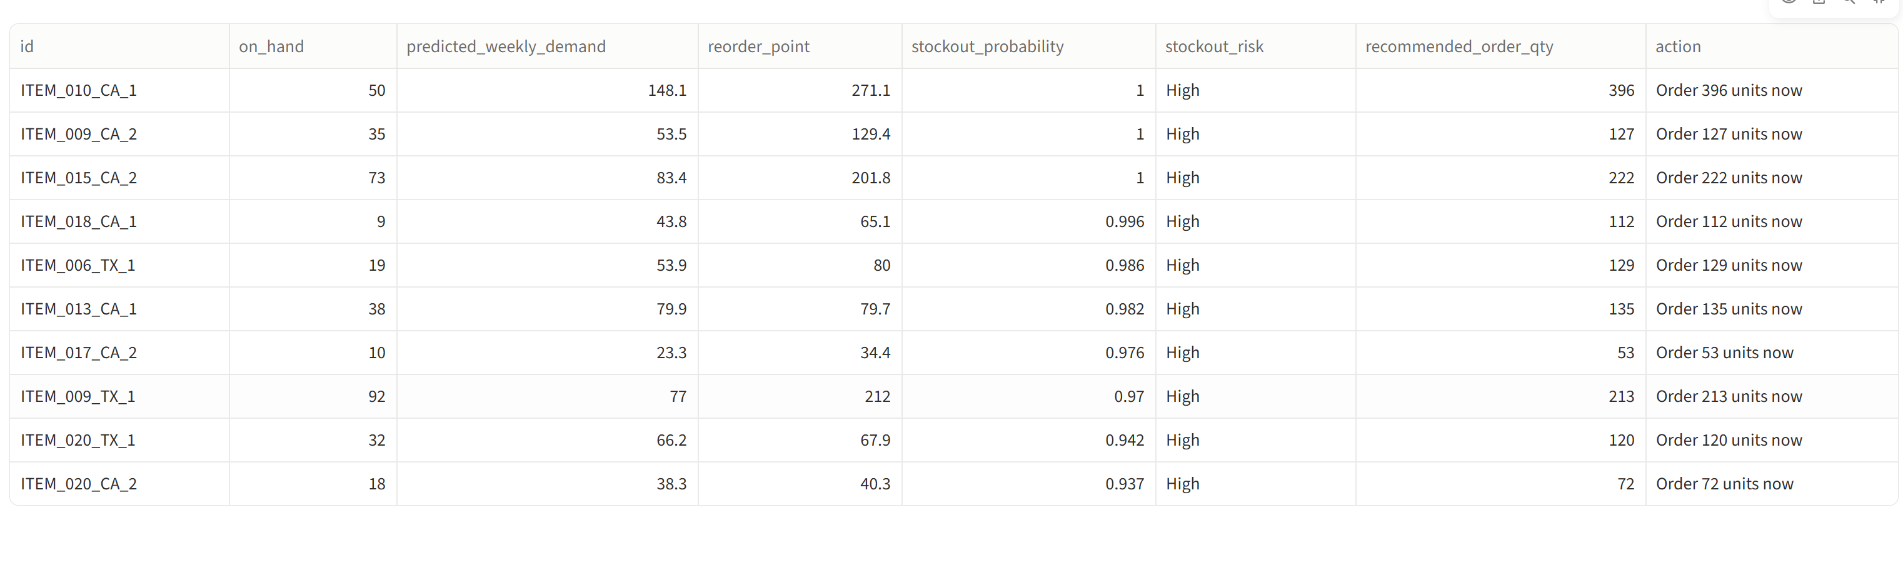 id on_hand predicted_weekly_demand reorder_point stockout_probability stockout_risk recommended_order_qty action
ITEM_010_CA_1 50 148.1 271.1 1 High 396 Order 396 units now
ITEM_009_CA_2 35 53.5 129.4 1 High 127 Order 127 units now
ITEM_015_CA_2 73 83.4 201.8 1 High 222 Order 222 units now
ITEM_018_CA_1 9 43.8 65.1 0.996 High 112 Order 112 units now
ITEM_006_TX_1 19 53.9 80 0.986 High 129 Order 129 units now
ITEM_013_CA_1 38 79.9 79.7 0.982 High 135 Order 135 units now
ITEM_017_CA_2 10 23.3 34.4 0.976 High 53 Order 53 units now
ITEM_009_TX_1 92 77 212 0.97 High 213 Order 213 units now
ITEM_020_TX_1 32 66.2 67.9 0.942 High 120 Order 120 units now
ITEM_020_CA_2 18 38.3 40.3 0.937 High 72 Order 72 units now